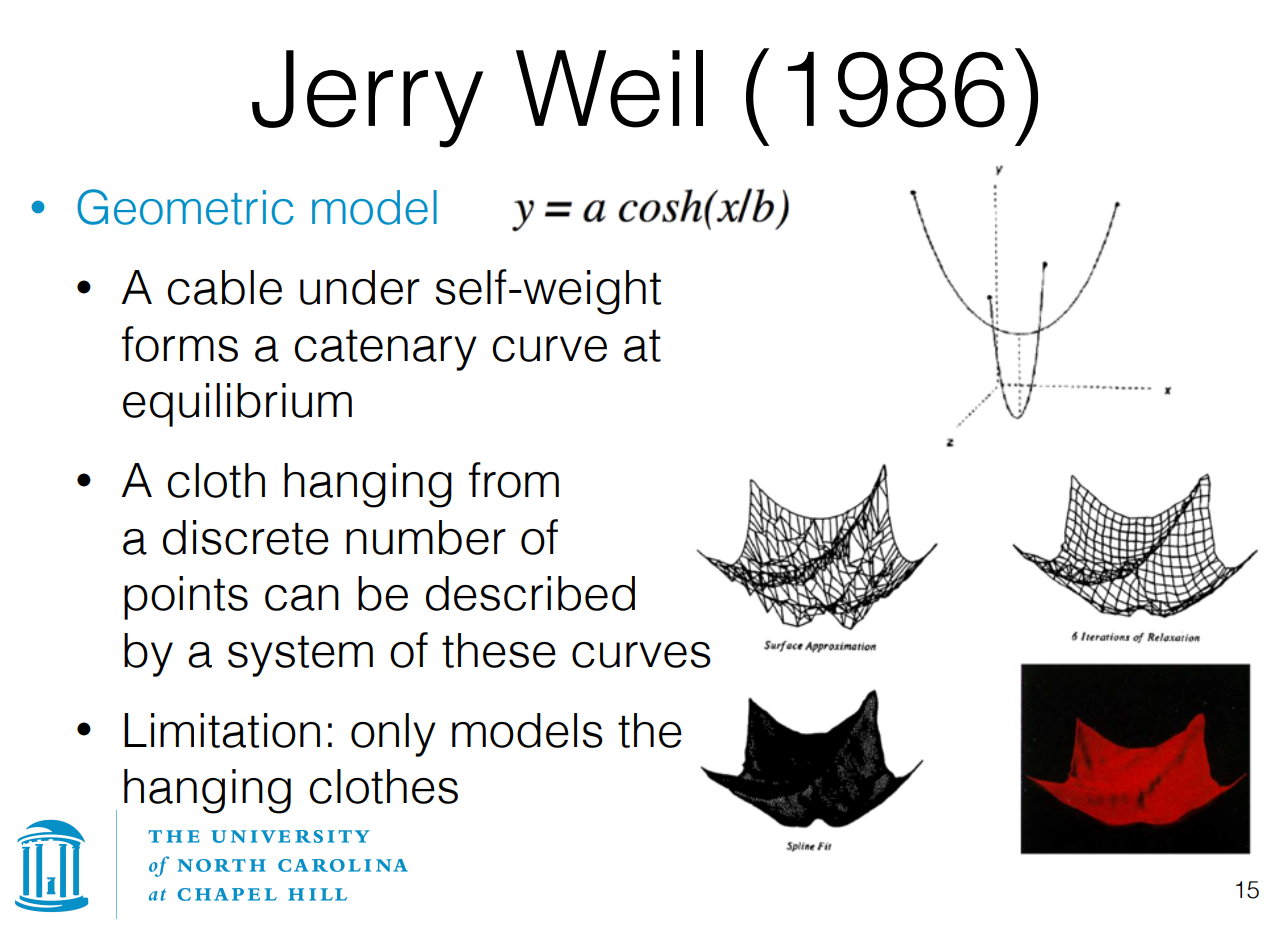 Jerry Weil (1986)
• Geometric model
y = a cosh(x/b)
• A cable under self-weight
forms a catenary curve at
equilibrium
• A cloth hanging from
a discrete number of
points can be described
by a system of these curves
• Limitation: only models the
hanging clothes
y
x
z
Surface Approximation
6 Iterations of Relaxation
Spline Fit
THE UNIVERSITY
of NORTH CAROLINA
at CHAPEL HILL
15